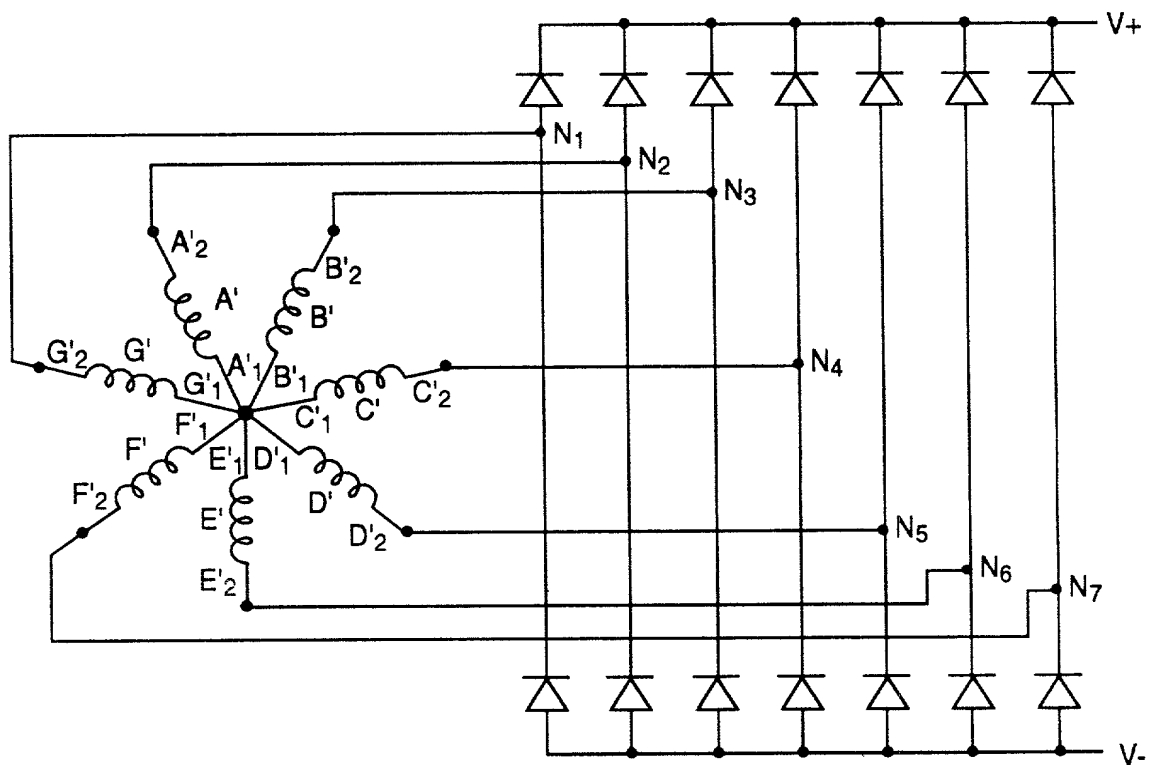 V+
N₁
N₂
N₃
A'₂
B'₂
A'
B'
G'₂
G'
G'₁
A'₁
B'₁
C'₁
C'
C'₂
N₄
F'₁
F'
F'₂
E'₁
D'₁
E'
D'
D'₂
E'₂
N₅
N₆
N₇
V-